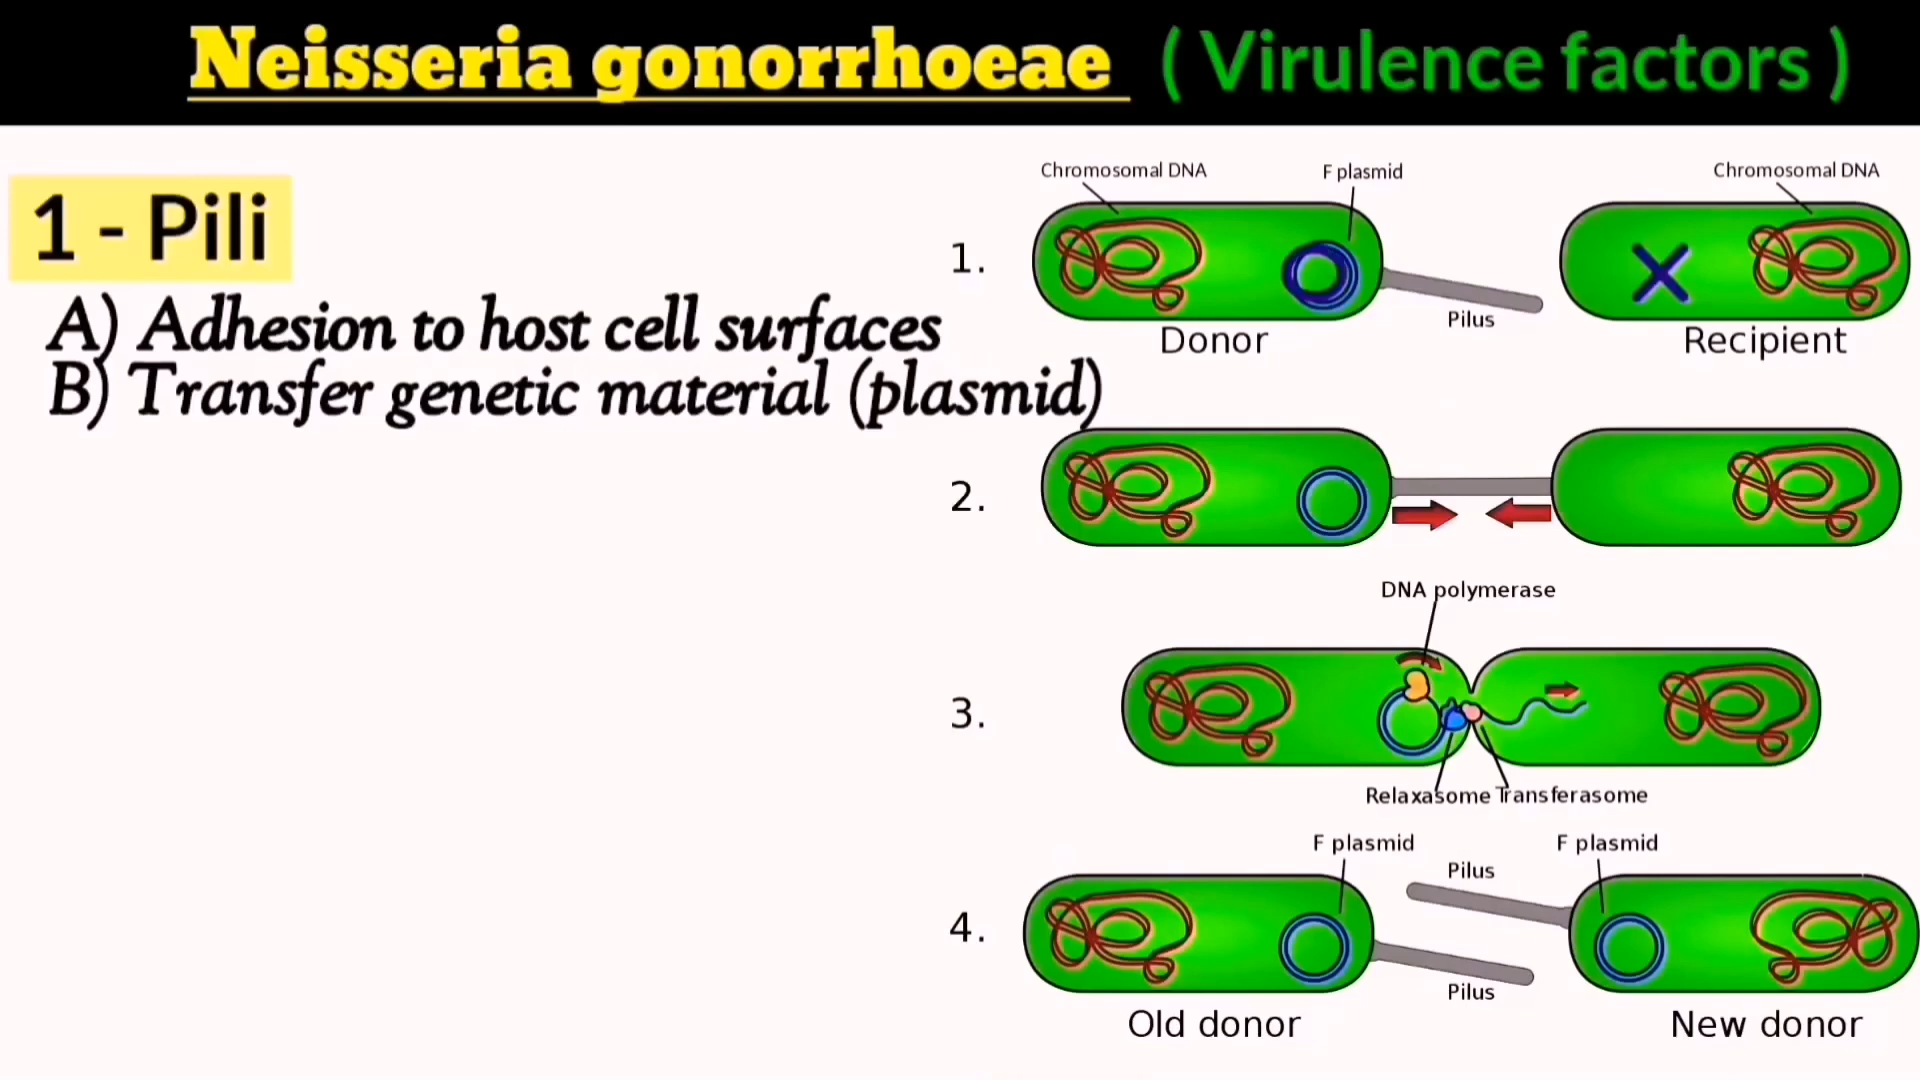 Neisseria gonorrhoeae ( Virulence factors )
1 - Pili
A) Adhesion to host cell surfaces
B) Transfer genetic material (plasmid)
Chromosomal DNA F plasmid Chromosomal DNA
1.
Pilus
Donor Recipient
2.
DNA polymerase
3.
Relaxasome Transferasome
F plasmid F plasmid
Pilus
4.
Pilus
Old donor New donor